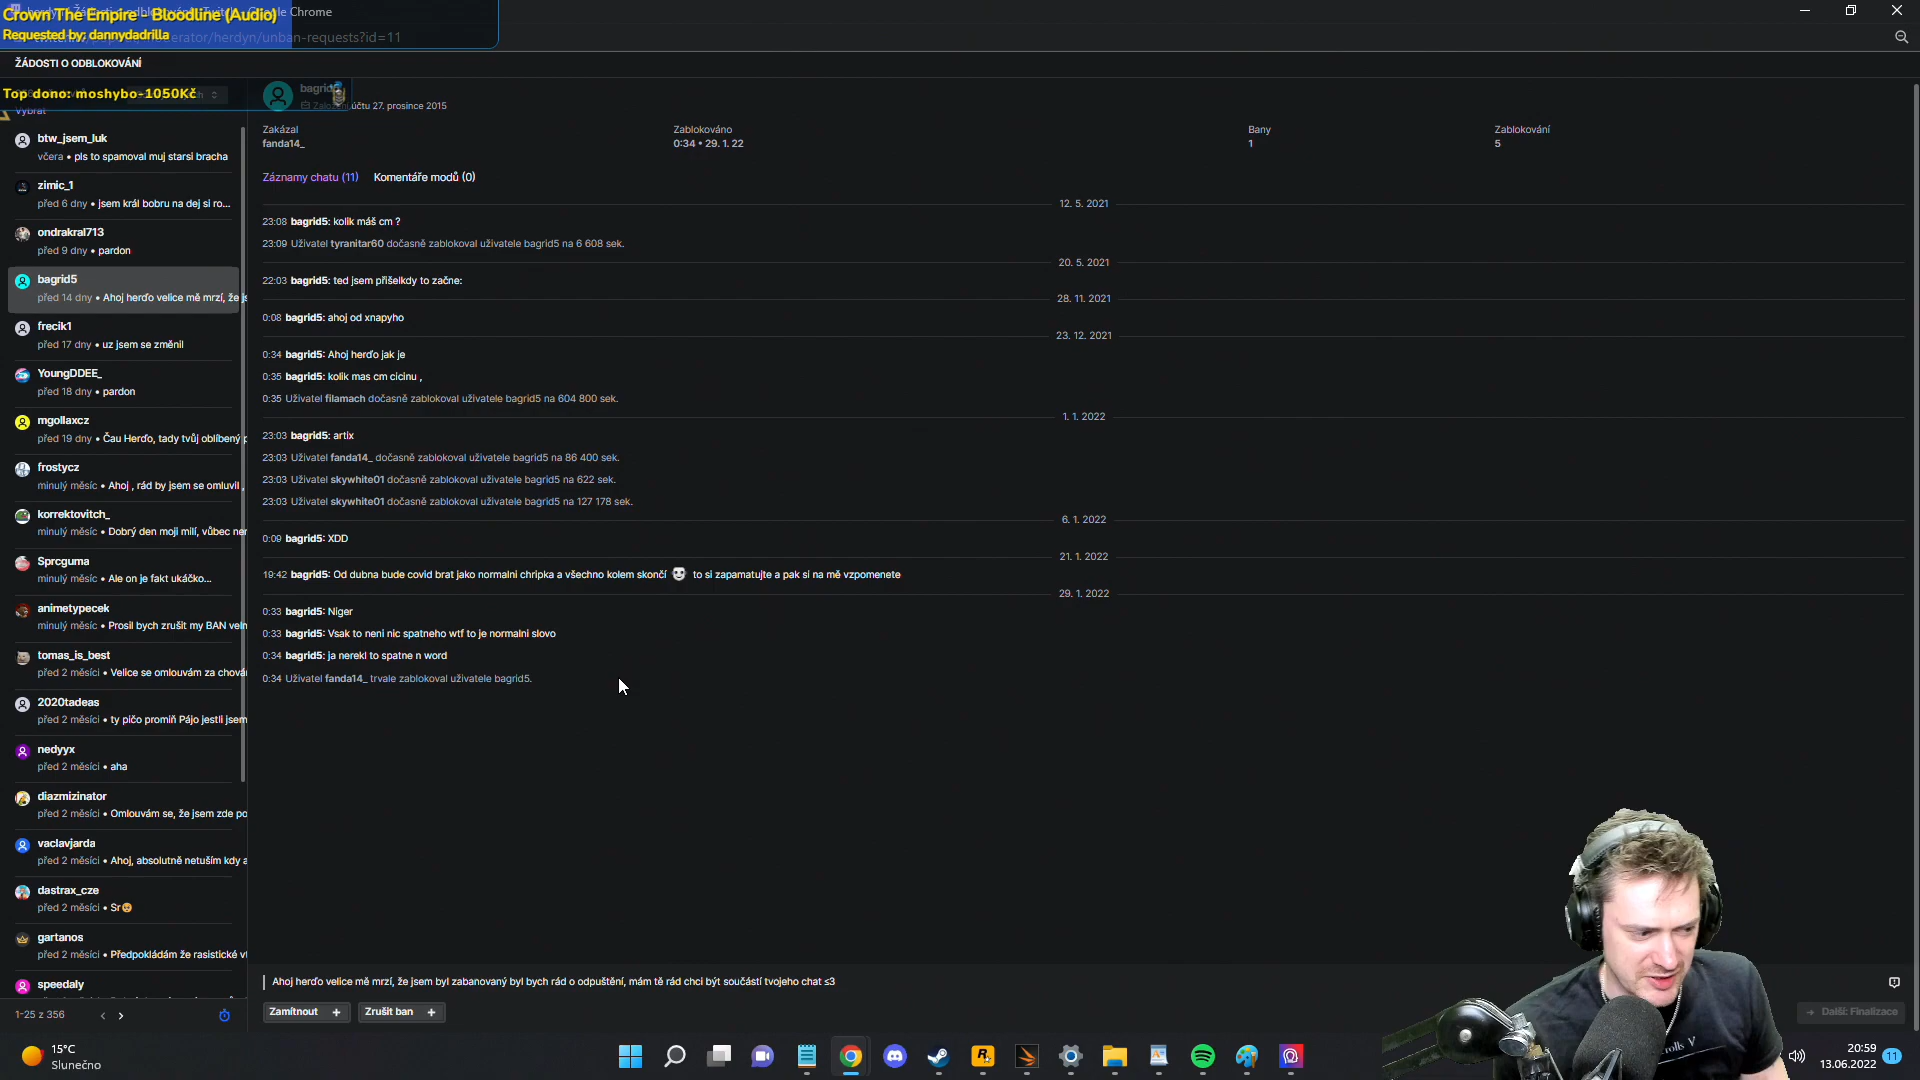 Crown The Empire - Bloodline (Audio)
Chrome
Requested by: dannydadrilla
erator/herdyn/unban-requests?id=11
ŽÁDOSTI O ODBLOKOVÁNÍ
Top dono: moshybo-1050Kč
Vybrat
btw_jsem_luk
včera • pls to spamoval muj starsi bracha
zimic_1
před 6 dny • jsem král bobru na dej si ro...
ondrakral713
před 9 dny • pardon
bagrid5
před 14 dny • Ahoj herďo velice mě mrzí, že js
frecik1
před 17 dny • uz jsem se změnil
YoungDDEE_
před 18 dny • pardon
mgollaxcz
před 19 dny • Čau Herďo, tady tvůj oblíbený p
frostycz
minulý měsíc • Ahoj , rád by jsem se omluvil ,
korrektovitch_
minulý měsíc • Dobrý den moji milí, vůbec ner
Sprcguma
minulý měsíc • Ale on je fakt ukáčko...
animetypecek
minulý měsíc • Prosil bych zrušit my BAN veln
tomas_is_best
před 2 měsíci • Velice se omlouvám za chován
2020tadeas
před 2 měsíci • ty pičo promiň Pájo jestli jsem
nedyyx
před 2 měsíci • aha
diazmizinator
před 2 měsíci • Omlouvám se, že jsem zde po
vaclavjarda
před 2 měsíci • Ahoj, absolutně netuším kdy a
dastrax_cze
před 2 měsíci • Sr
gartanos
před 2 měsíci • Předpokládám že rasistické vt
speedaly
1-25 z 356
bagrid5
Založení účtu 27. prosince 2015
Zakázal
fanda14_
Zablokováno
0:34 • 29. 1. 22
Bany
1
Zablokování
5
Záznamy chatu (11) Komentáře modů (0)
12. 5. 2021
23:08 bagrid5: kolik máš cm ?
23:09 Uživatel tyranitar60 dočasně zablokoval uživatele bagrid5 na 6 608 sek.
20. 5. 2021
22:03 bagrid5: ted jsem přišelkdy to začne:
28. 11. 2021
0:08 bagrid5: ahoj od xnapyho
23. 12. 2021
0:34 bagrid5: Ahoj herďo jak je
0:35 bagrid5: kolik mas cm cicinu ,
0:35 Uživatel filamach dočasně zablokoval uživatele bagrid5 na 604 800 sek.
1. 1. 2022
23:03 bagrid5: artix
23:03 Uživatel fanda14_ dočasně zablokoval uživatele bagrid5 na 86 400 sek.
23:03 Uživatel skywhite01 dočasně zablokoval uživatele bagrid5 na 622 sek.
23:03 Uživatel skywhite01 dočasně zablokoval uživatele bagrid5 na 127 178 sek.
6. 1. 2022
0:09 bagrid5: XDD
21. 1. 2022
19:42 bagrid5: Od dubna bude covid brat jako normalni chripka a všechno kolem skončí to si zapamatujte a pak si na mě vzpomenete
29. 1. 2022
0:33 bagrid5: Niger
0:33 bagrid5: Vsak to neni nic spatneho wtf to je normalni slovo
0:34 bagrid5: ja nerekl to spatne n word
0:34 Uživatel fanda14_ trvale zablokoval uživatele bagrid5.
Ahoj herďo velice mě mrzí, že jsem byl zabanovaný byl bych rád o odpuštění, mám tě rád chci být součástí tvojeho chat ≤3
Zamítnout + Zrušit ban +
→ Další: Finalizace
15°C
Slunečno
20:59
13.06.2022
11